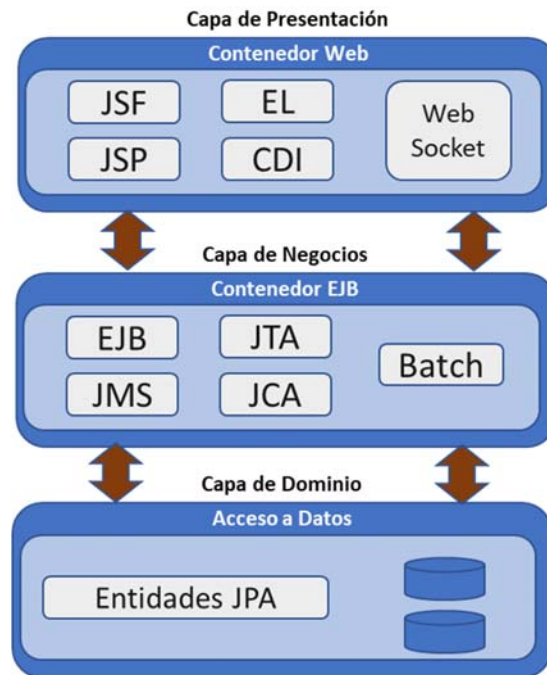 Capa de Presentación
Contenedor Web
JSF
EL
Web
Socket
JSP
CDI
Capa de Negocios
Contenedor EJB
EJB
JTA
Batch
JMS
JCA
Capa de Dominio
Acceso a Datos
Entidades JPA